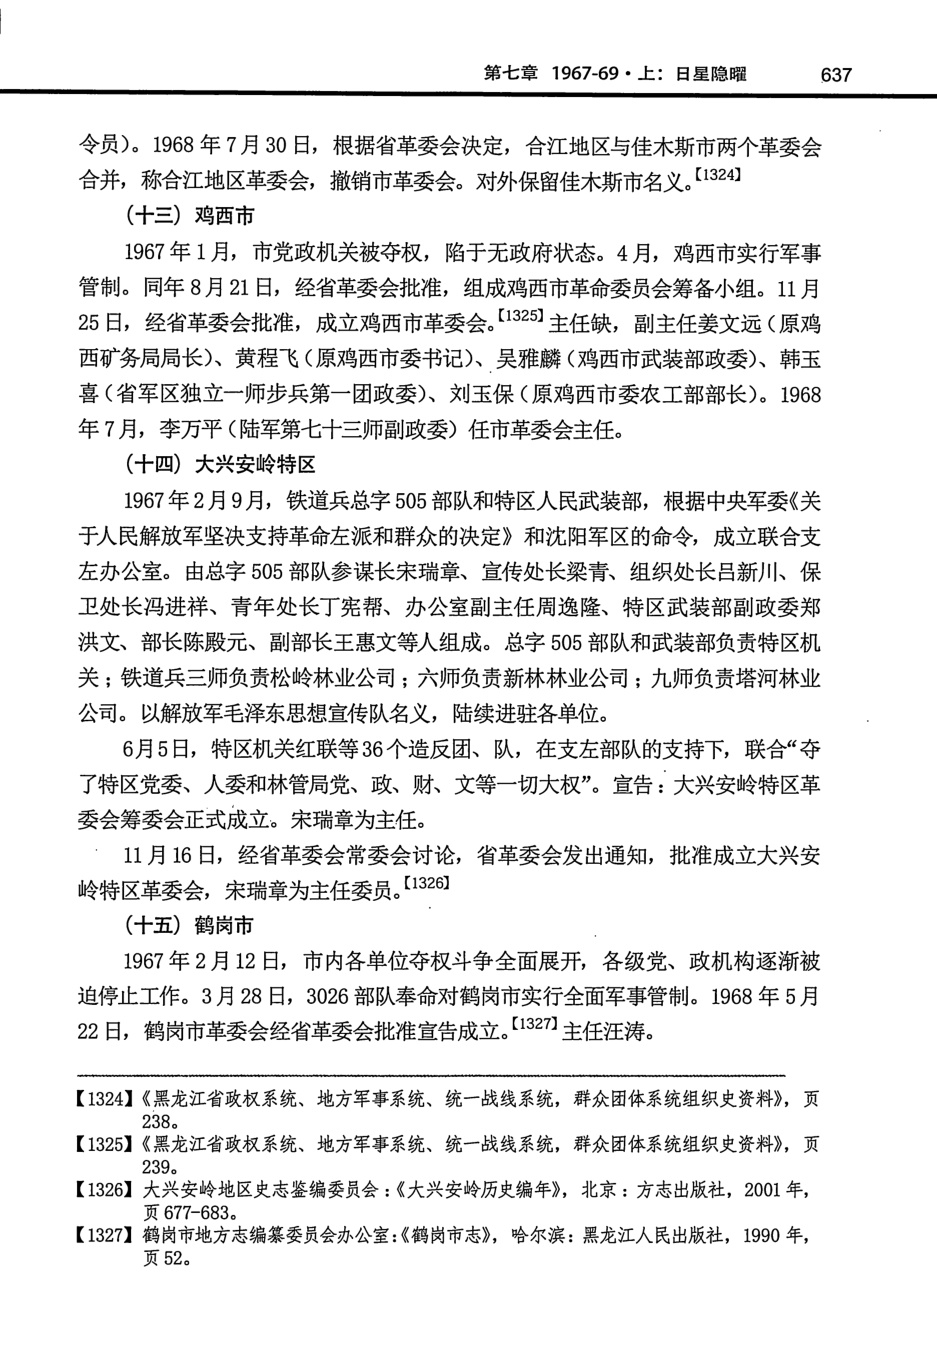 第七章 1967-69·上：日星隐曜 637
令员）。1968 年 7 月 30 日，根据省革委会决定，合江地区与佳木斯市两个革委会
合并，称合江地区革委会，撤销市革委会。对外保留佳木斯市名义。【1324】
（十三）鸡西市
1967 年 1 月，市党政机关被夺权，陷于无政府状态。4 月，鸡西市实行军事
管制。同年 8 月 21 日，经省革委会批准，组成鸡西市革命委员会筹备小组。11 月
25 日，经省革委会批准，成立鸡西市革委会。【1325】主任缺，副主任姜文远（原鸡
西矿务局局长）、黄程飞（原鸡西市委书记）、吴雅麟（鸡西市武装部政委）、韩玉
喜（省军区独立一师步兵第一团政委）、刘玉保（原鸡西市委农工部部长）。1968
年 7 月，李万平（陆军第七十三师副政委）任市革委会主任。
（十四）大兴安岭特区
1967 年 2 月 9 月，铁道兵总字 505 部队和特区人民武装部，根据中央军委《关
于人民解放军坚决支持革命左派和群众的决定》和沈阳军区的命令，成立联合支
左办公室。由总字 505 部队参谋长宋瑞章、宣传处长梁青、组织处长吕新川、保
卫处长冯进祥、青年处长丁宪帮、办公室副主任周逸隆、特区武装部副政委郑
洪文、部长陈殿元、副部长王惠文等人组成。总字 505 部队和武装部负责特区机
关；铁道兵三师负责松岭林业公司；六师负责新林林业公司；九师负责塔河林业
公司。以解放军毛泽东思想宣传队名义，陆续进驻各单位。
6月5日，特区机关红联等36个造反团、队，在支左部队的支持下，联合“夺
了特区党委、人委和林管局党、政、财、文等一切大权”。宣告：大兴安岭特区革
委会筹委会正式成立。宋瑞章为主任。
11 月 16 日，经省革委会常委会讨论，省革委会发出通知，批准成立大兴安
岭特区革委会，宋瑞章为主任委员。【1326】
（十五）鹤岗市
1967 年 2 月 12 日，市内各单位夺权斗争全面展开，各级党、政机构逐渐被
迫停止工作。3 月 28 日，3026 部队奉命对鹤岗市实行全面军事管制。1968 年 5 月
22 日，鹤岗市革委会经省革委会批准宣告成立。【1327】主任汪涛。
【1324】《黑龙江省政权系统、地方军事系统、统一战线系统，群众团体系统组织史资料》，页
238。
【1325】《黑龙江省政权系统、地方军事系统、统一战线系统，群众团体系统组织史资料》，页
239。
【1326】大兴安岭地区史志鉴编委员会：《大兴安岭历史编年》，北京：方志出版社，2001 年，
页 677-683。
【1327】鹤岗市地方志编纂委员会办公室：《鹤岗市志》，哈尔滨：黑龙江人民出版社，1990 年，
页 52。